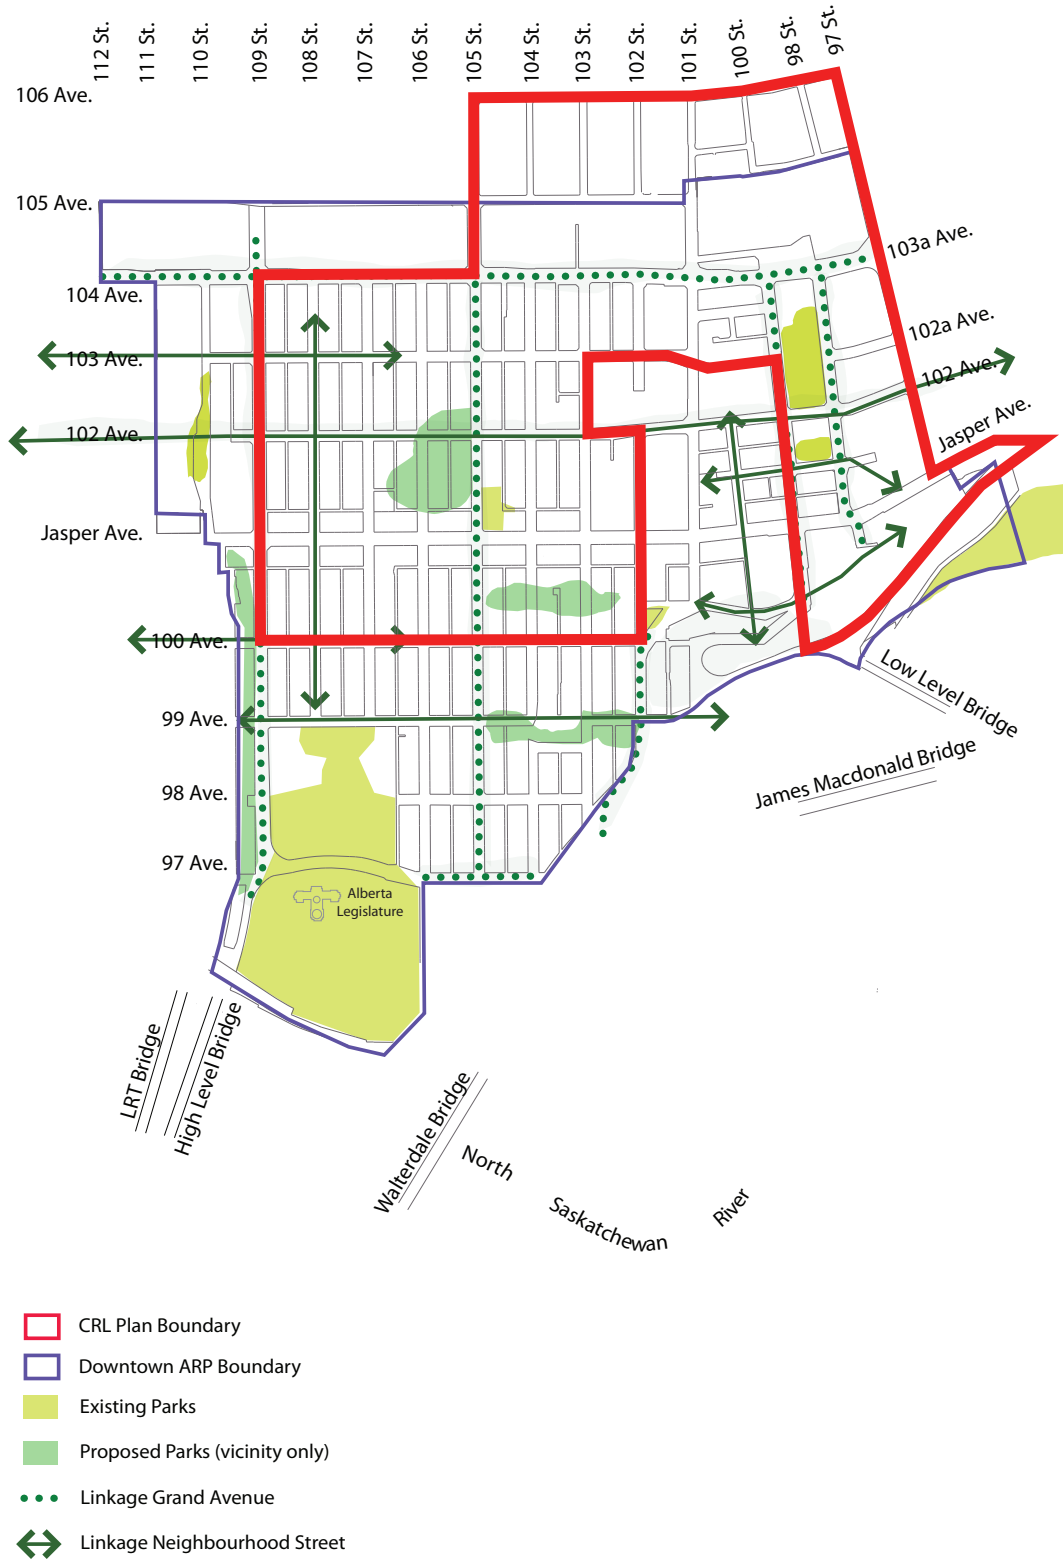 112 St.
111 St.
110 St.
109 St.
108 St.
107 St.
106 St.
105 St.
104 St.
103 St.
102 St.
101 St.
100 St.
98 St.
97 St.
106 Ave.
105 Ave.
103a Ave.
104 Ave.
102a Ave.
103 Ave.
102 Ave.
102 Ave.
Jasper Ave.
Jasper Ave.
100 Ave.
99 Ave.
Low Level Bridge
James Macdonald Bridge
98 Ave.
97 Ave.
Alberta
Legislature
LRT Bridge
High Level Bridge
Walterdale Bridge
North
Saskatchewan
River
CRL Plan Boundary
Downtown ARP Boundary
Existing Parks
Proposed Parks (vicinity only)
Linkage Grand Avenue
Linkage Neighbourhood Street